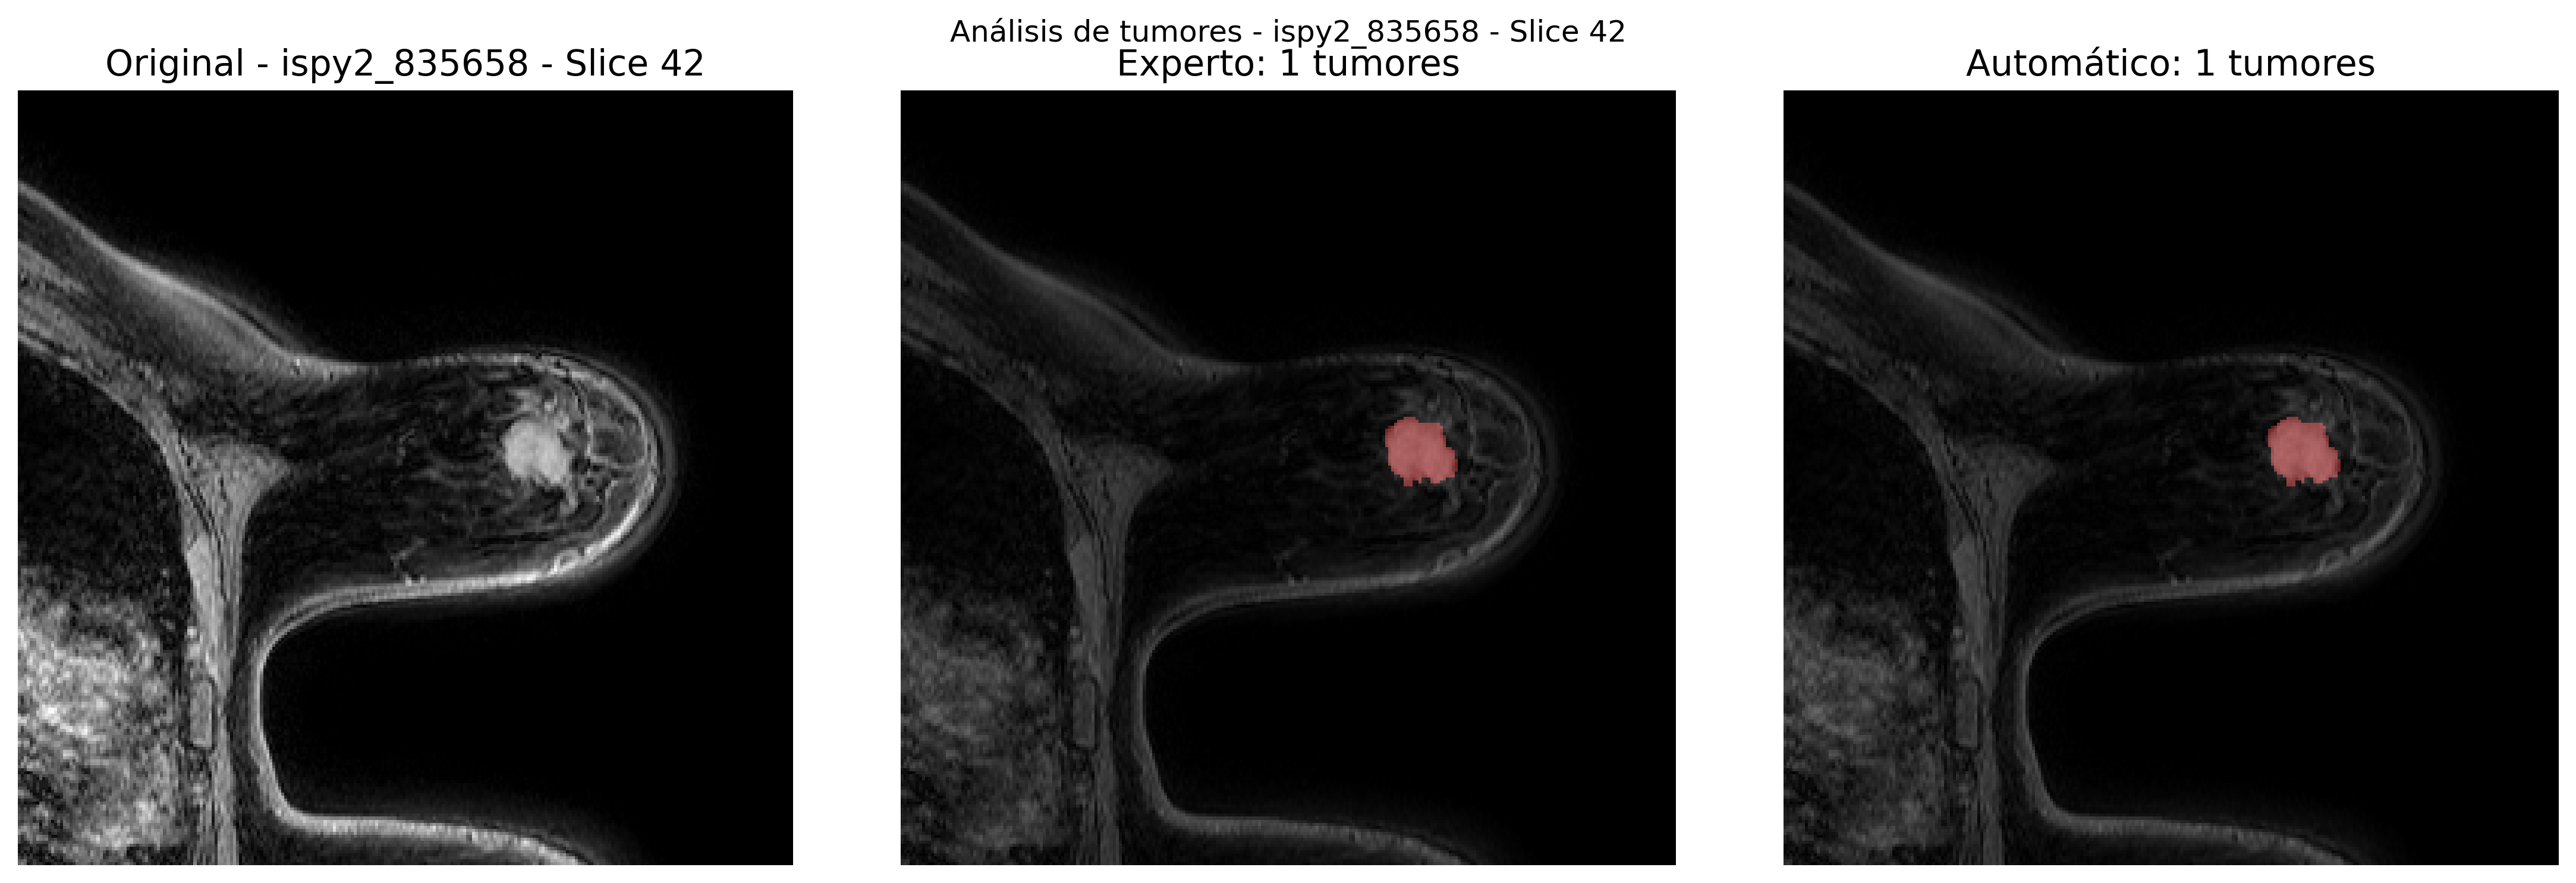 Análisis de tumores - ispy2_835658 - Slice 42
Original - ispy2_835658 - Slice 42
Experto: 1 tumores
Automático: 1 tumores